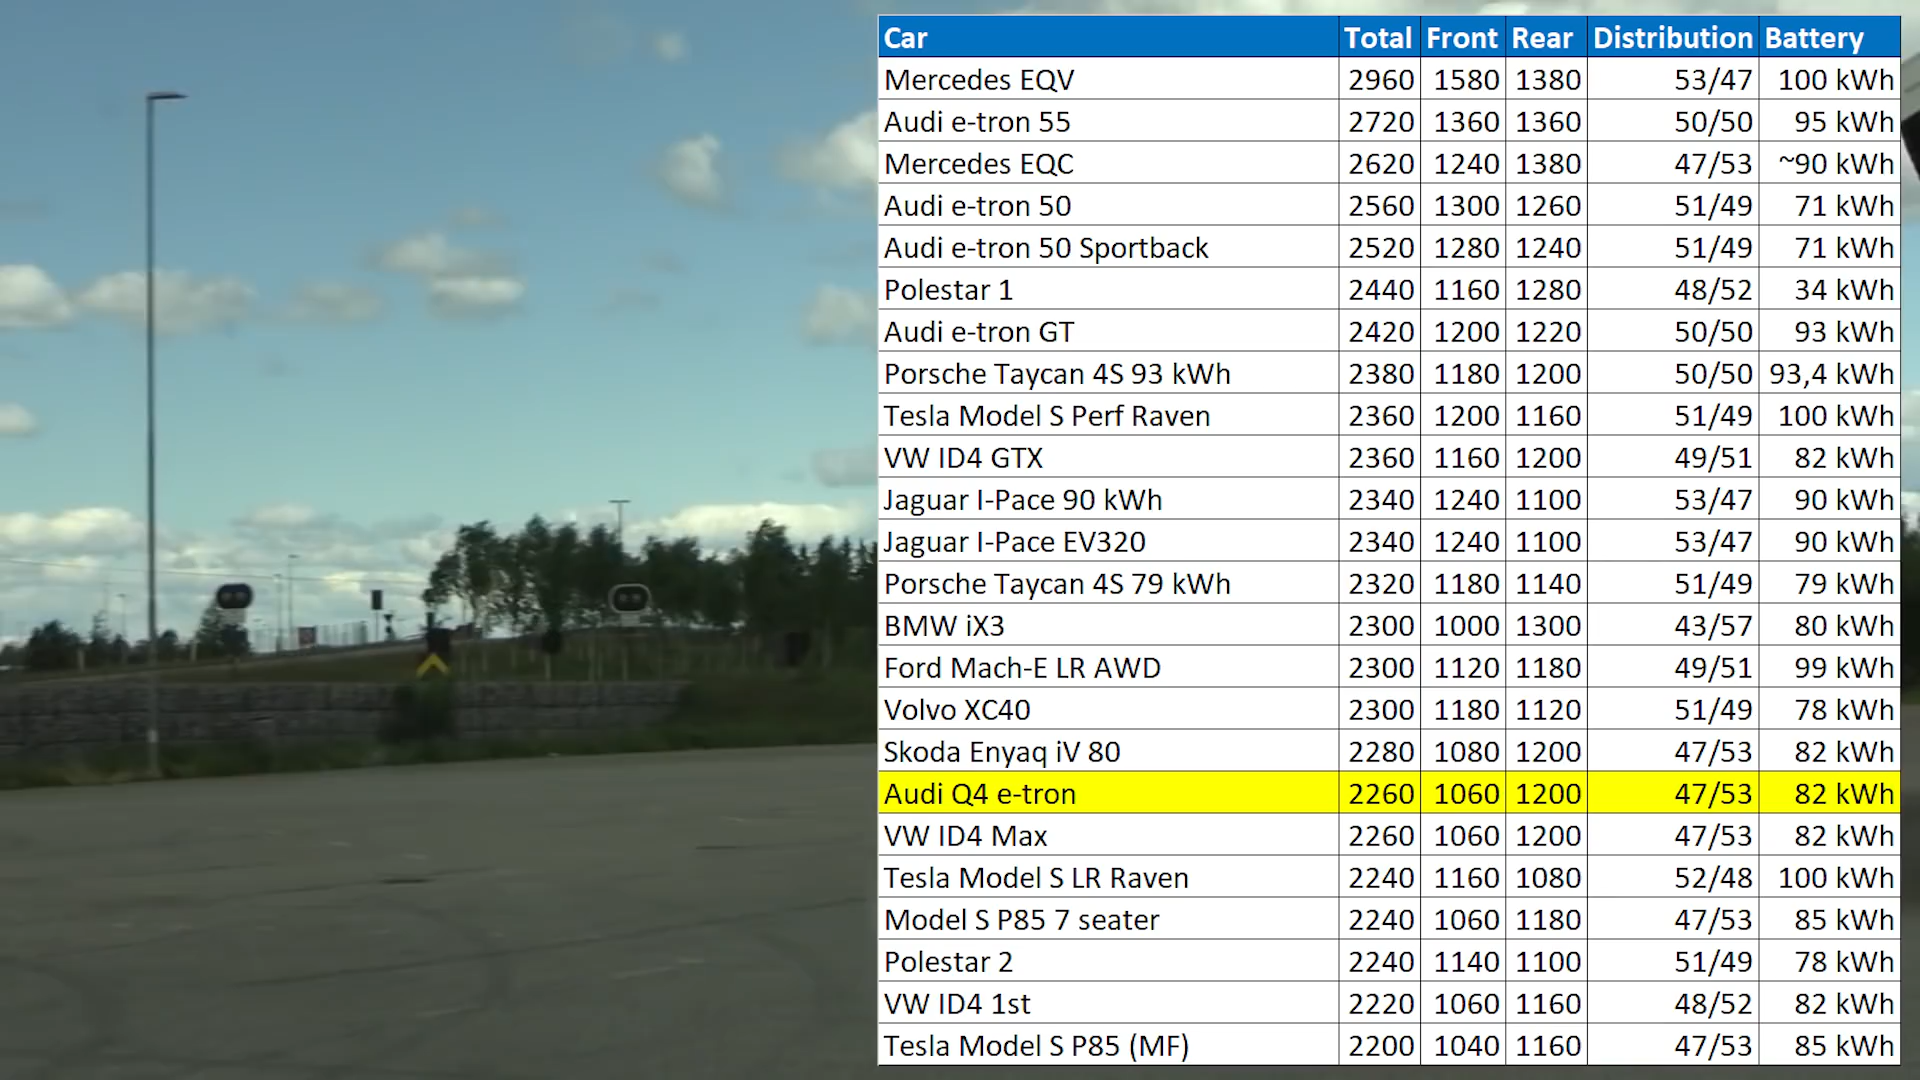 Car Total Front Rear Distribution Battery
Mercedes EQV 2960 1580 1380 53/47 100 kWh
Audi e-tron 55 2720 1360 1360 50/50 95 kWh
Mercedes EQC 2620 1240 1380 47/53 ~90 kWh
Audi e-tron 50 2560 1300 1260 51/49 71 kWh
Audi e-tron 50 Sportback 2520 1280 1240 51/49 71 kWh
Polestar 1 2440 1160 1280 48/52 34 kWh
Audi e-tron GT 2420 1200 1220 50/50 93 kWh
Porsche Taycan 4S 93 kWh 2380 1180 1200 50/50 93,4 kWh
Tesla Model S Perf Raven 2360 1200 1160 51/49 100 kWh
VW ID4 GTX 2360 1160 1200 49/51 82 kWh
Jaguar I-Pace 90 kWh 2340 1240 1100 53/47 90 kWh
Jaguar I-Pace EV320 2340 1240 1100 53/47 90 kWh
Porsche Taycan 4S 79 kWh 2320 1180 1140 51/49 79 kWh
BMW iX3 2300 1000 1300 43/57 80 kWh
Ford Mach-E LR AWD 2300 1120 1180 49/51 99 kWh
Volvo XC40 2300 1180 1120 51/49 78 kWh
Skoda Enyaq iV 80 2280 1080 1200 47/53 82 kWh
Audi Q4 e-tron 2260 1060 1200 47/53 82 kWh
VW ID4 Max 2260 1060 1200 47/53 82 kWh
Tesla Model S LR Raven 2240 1160 1080 52/48 100 kWh
Model S P85 7 seater 2240 1060 1180 47/53 85 kWh
Polestar 2 2240 1140 1100 51/49 78 kWh
VW ID4 1st 2220 1060 1160 48/52 82 kWh
Tesla Model S P85 (MF) 2200 1040 1160 47/53 85 kWh